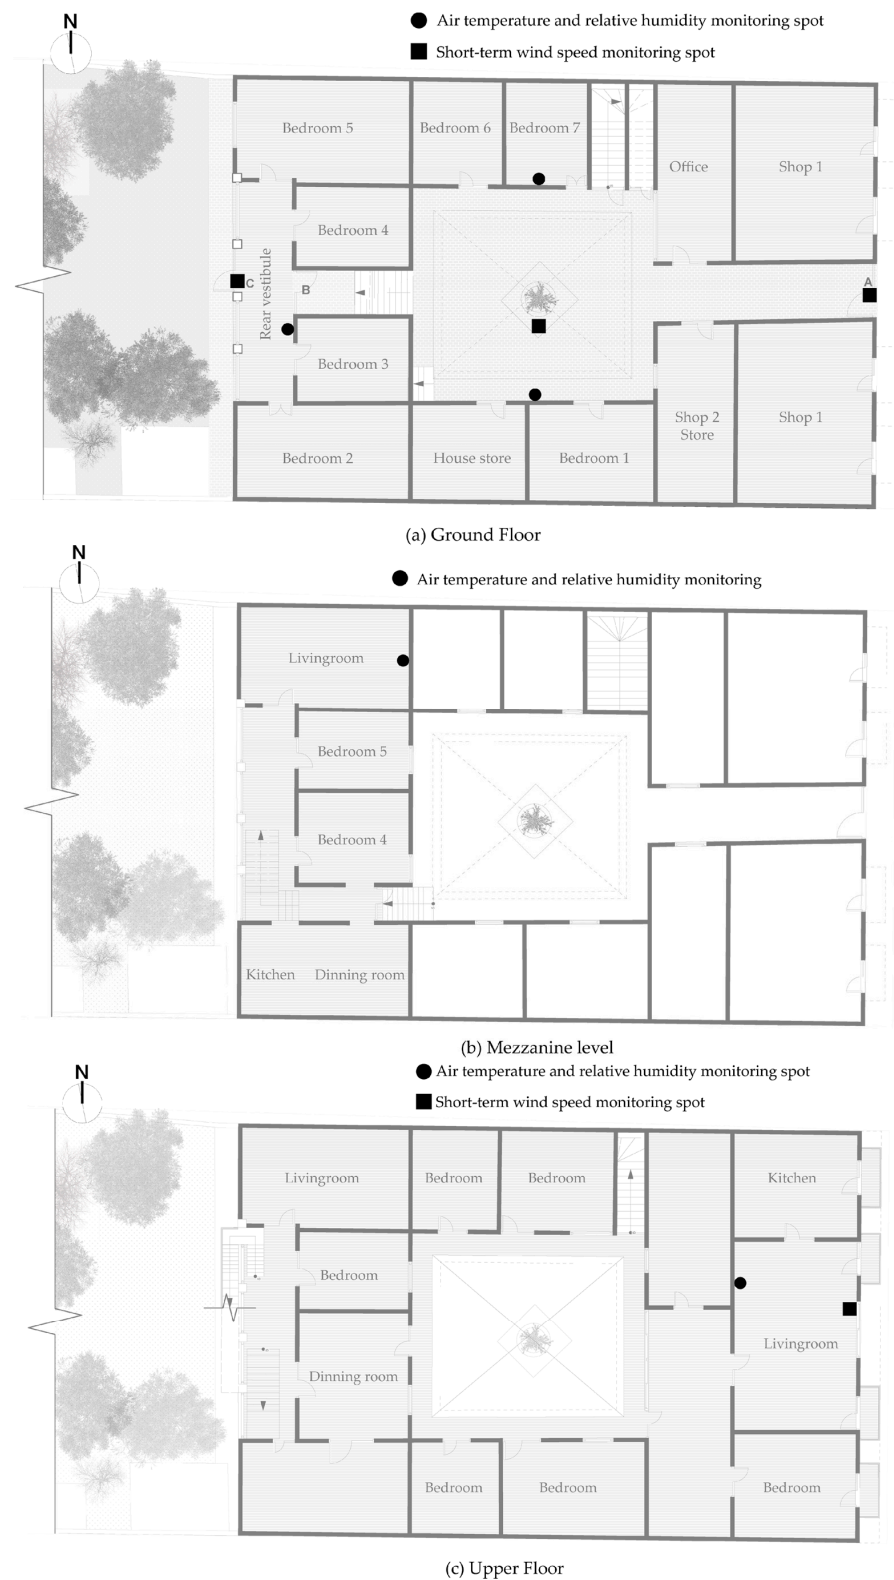 N
Air temperature and relative humidity monitoring spot
Short-term wind speed monitoring spot
Bedroom 5
Bedroom 6
Bedroom 7
Office
Shop 1
Bedroom 4
Rear vestibule
C
B
A
Bedroom 3
Shop 2
Store
Shop 1
Bedroom 2
House store
Bedroom 1
(a) Ground Floor
N
Air temperature and relative humidity monitoring
Livingroom
Bedroom 5
Bedroom 4
Kitchen
Dinning room
(b) Mezzanine level
N
Air temperature and relative humidity monitoring spot
Short-term wind speed monitoring spot
Livingroom
Bedroom
Bedroom
Kitchen
Bedroom
Livingroom
Dinning room
Bedroom
Bedroom
Bedroom
(c) Upper Floor